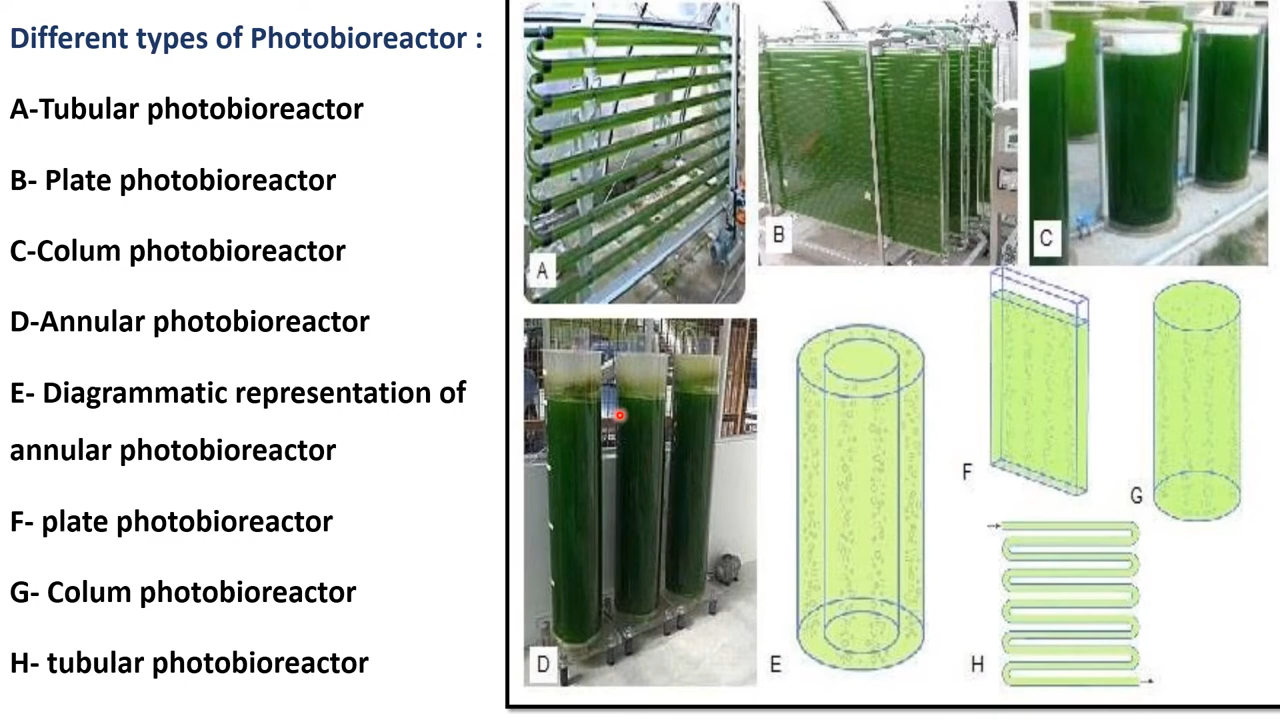 Different types of Photobioreactor :
A-Tubular photobioreactor
B- Plate photobioreactor
C-Colum photobioreactor
D-Annular photobioreactor
E- Diagrammatic representation of
annular photobioreactor
F- plate photobioreactor
G- Colum photobioreactor
H- tubular photobioreactor
A
B
C
D
E
F
G
H